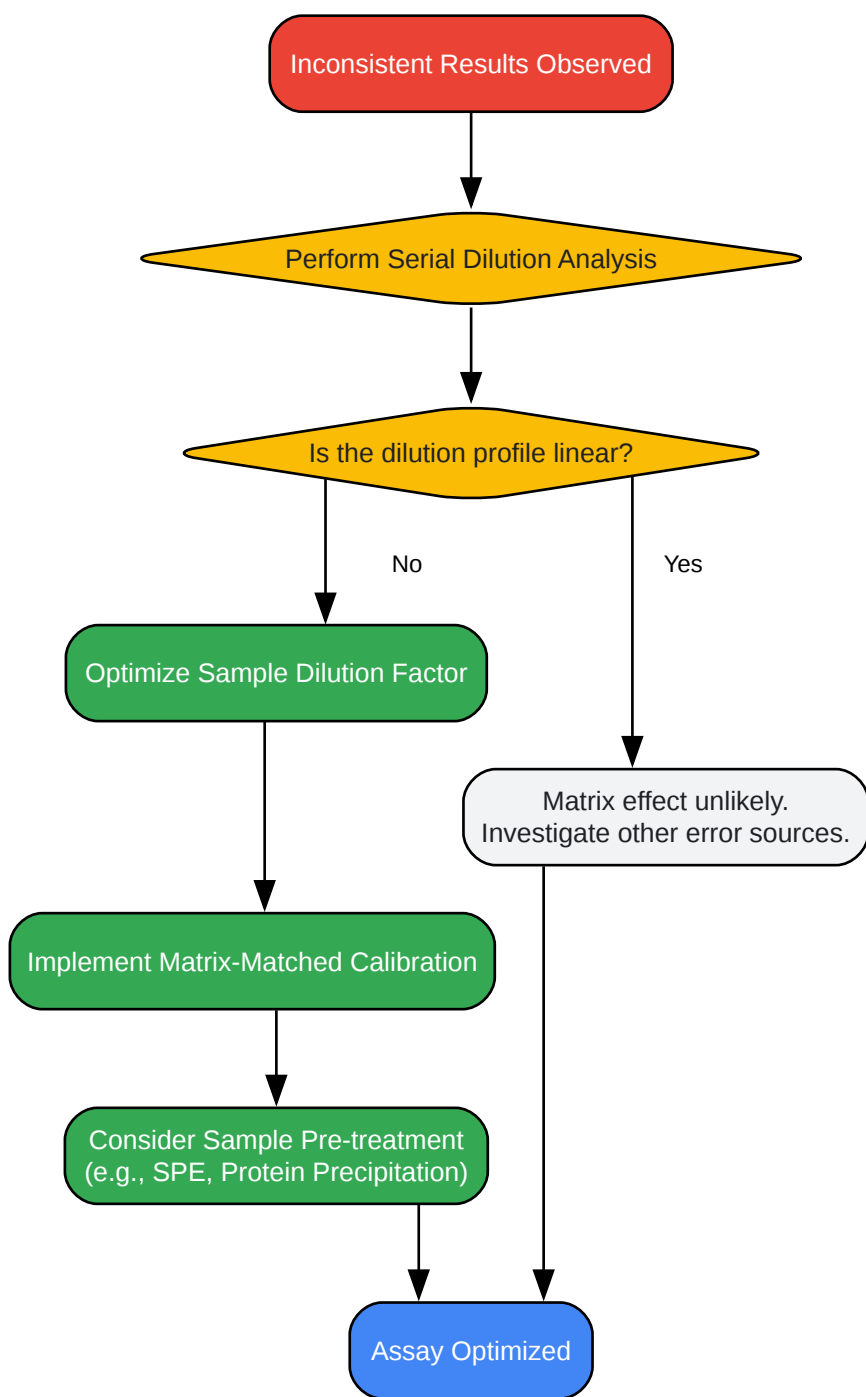 Inconsistent Results Observed
Perform Serial Dilution Analysis
Is the dilution profile linear?
No
Yes
Optimize Sample Dilution Factor
Matrix effect unlikely.
Investigate other error sources.
Implement Matrix-Matched Calibration
Consider Sample Pre-treatment
(e.g., SPE, Protein Precipitation)
Assay Optimized